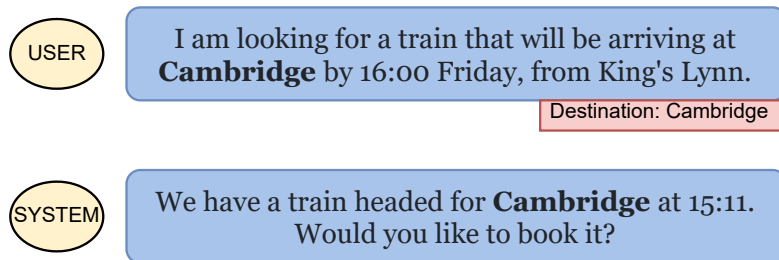 USER
I am looking for a train that will be arriving at
Cambridge by 16:00 Friday, from King's Lynn.
Destination: Cambridge
SYSTEM
We have a train headed for Cambridge at 15:11.
Would you like to book it?